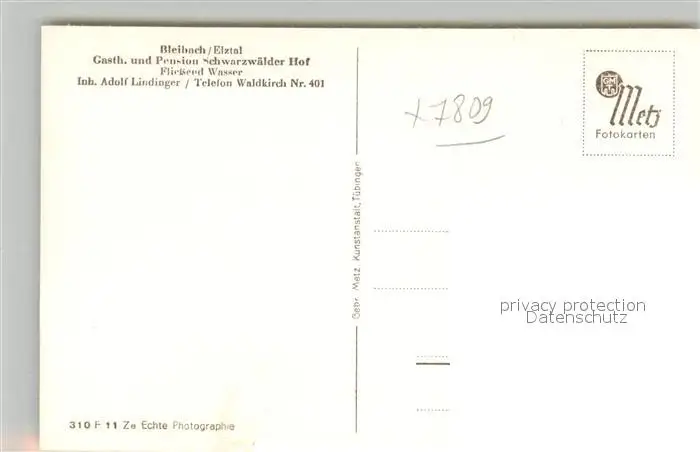 Bleibach/Elztal
Gasth. und Pension Schwarzwälder Hof
Fließend Wasser
Inh. Adolf Lindinger / Telefon Waldkirch Nr. 401
x7809
Metz
Fotokarten
Gebr. Metz, Kunstanstalt, Tübingen
privacy protection
Datenschutz
310 F 11 Ze Echte Photographie